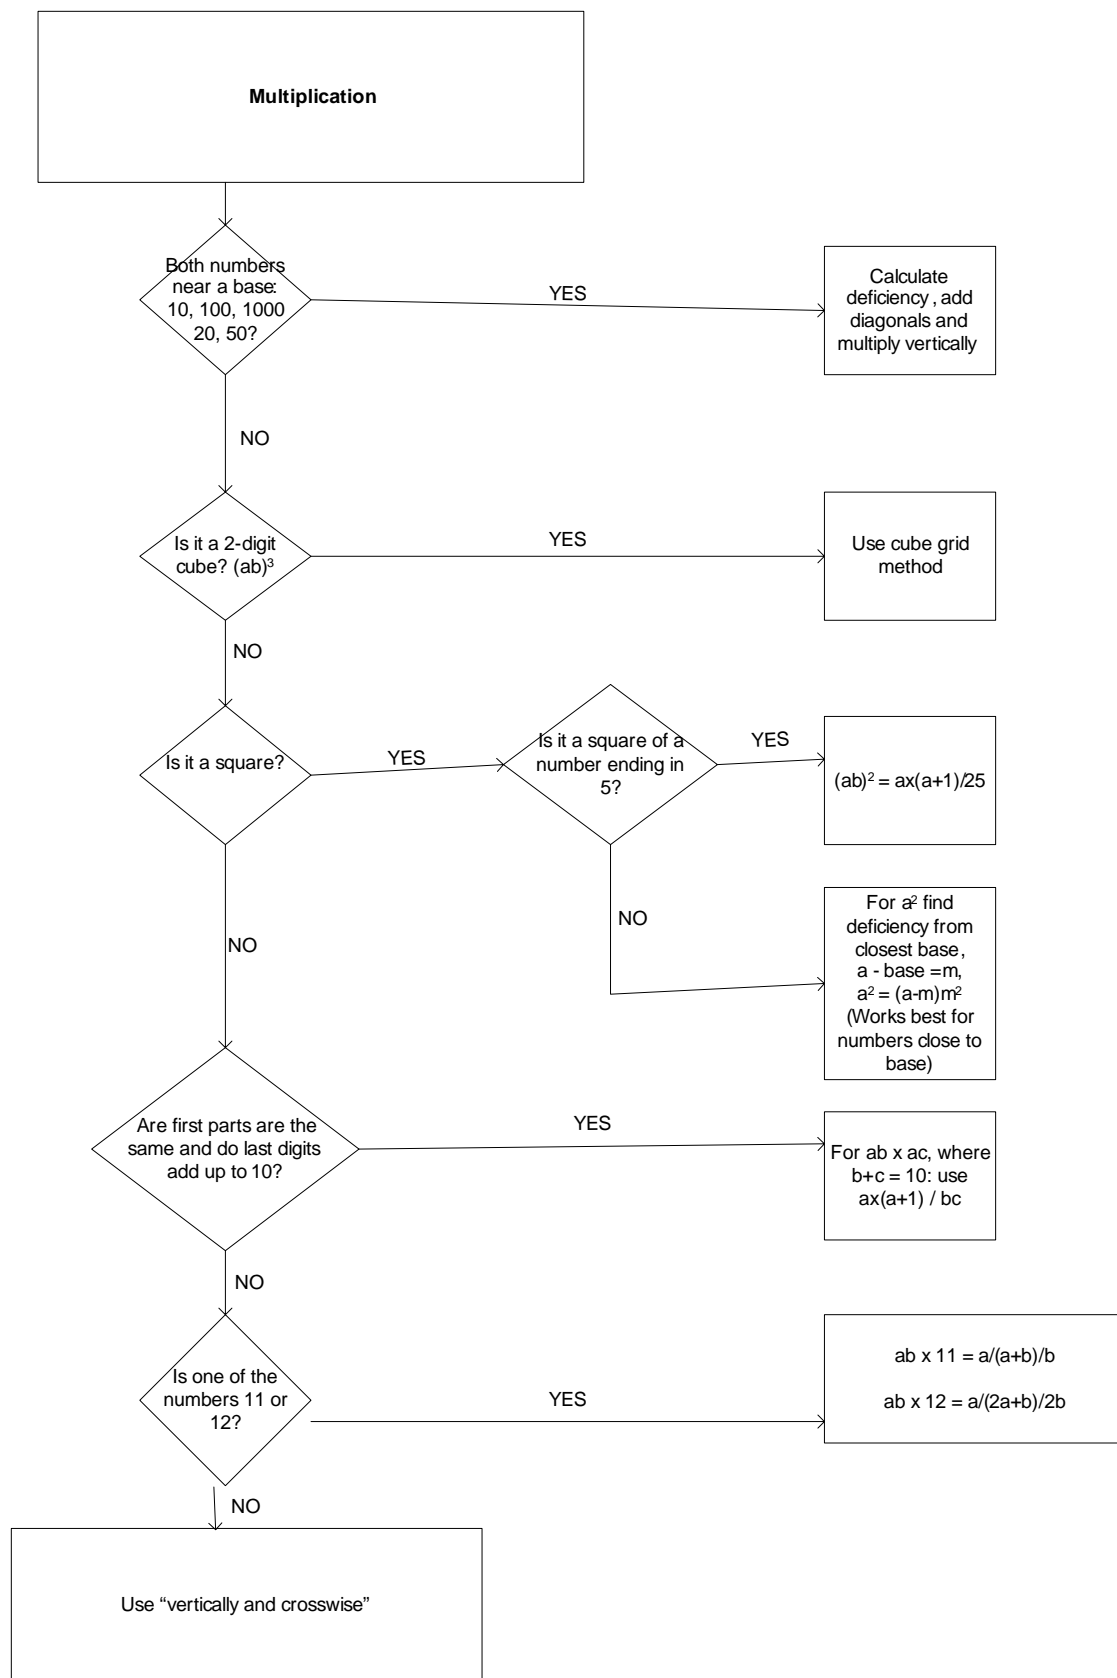 Multiplication
Both numbers
near a base:
10, 100, 1000
20, 50?
YES
Calculate
deficiency, add
diagonals and
multiply vertically
NO
Is it a 2-digit
cube? (ab)³
YES
Use cube grid
method
NO
Is it a square?
YES
Is it a square of a
number ending in
5?
YES
(ab)² = ax(a+1)/25
NO
For a² find
deficiency from
closest base,
a - base =m,
a² = (a-m)m²
(Works best for
numbers close to
base)
NO
Are first parts are the
same and do last digits
add up to 10?
YES
For ab x ac, where
b+c = 10: use
ax(a+1) / bc
NO
Is one of the
numbers 11 or
12?
YES
ab x 11 = a/(a+b)/b
ab x 12 = a/(2a+b)/2b
NO
Use “vertically and crosswise”